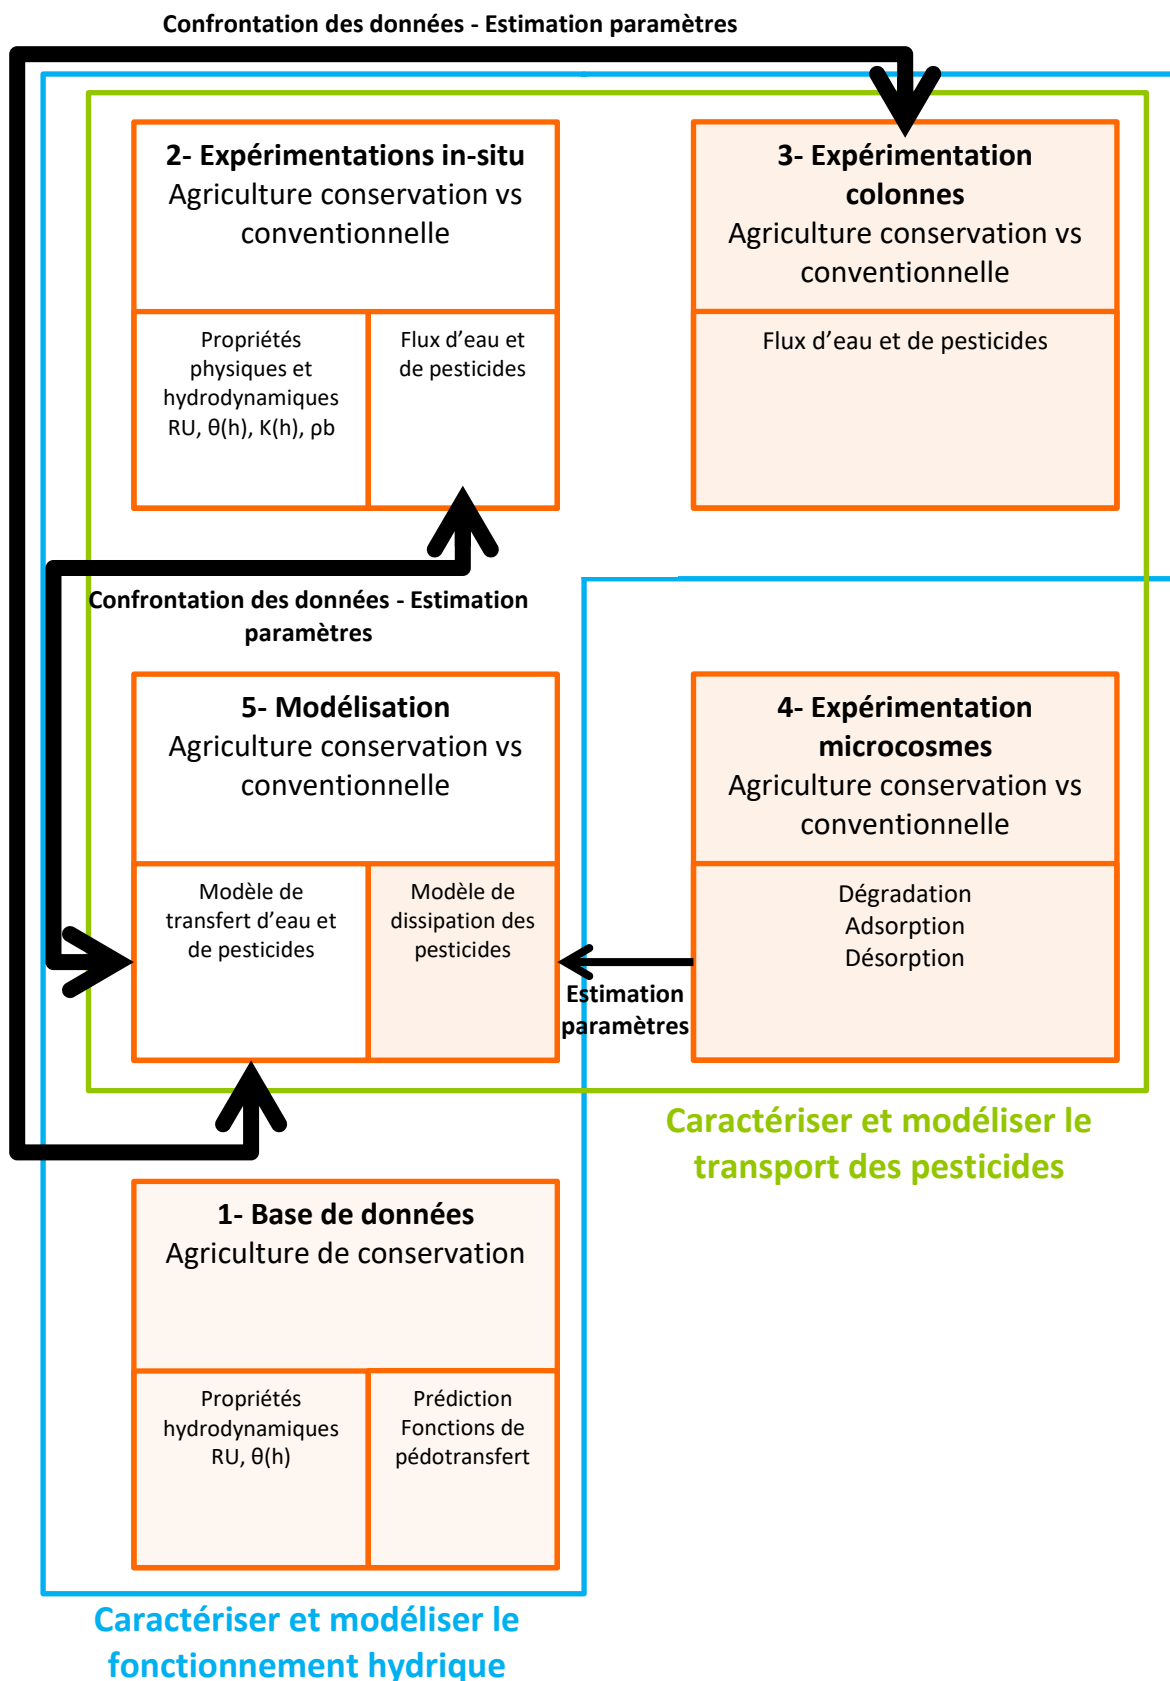 Confrontation des données - Estimation paramètres
2- Expérimentations in-situ
Agriculture conservation vs
conventionnelle
Propriétés
physiques et
hydrodynamiques
RU, θ(h), K(h), ρb
Flux d'eau et
de pesticides
3- Expérimentation
colonnes
Agriculture conservation vs
conventionnelle
Flux d'eau et de pesticides
Confrontation des données - Estimation
paramètres
5- Modélisation
Agriculture conservation vs
conventionnelle
Modèle de
transfert d'eau et
de pesticides
Modèle de
dissipation des
pesticides
Estimation
paramètres
4- Expérimentation
microcosmes
Agriculture conservation vs
conventionnelle
Dégradation
Adsorption
Désorption
Caractériser et modéliser le
transport des pesticides
1- Base de données
Agriculture de conservation
Propriétés
hydrodynamiques
RU, θ(h)
Prédiction
Fonctions de
pédotransfert
Caractériser et modéliser le
fonctionnement hydrique